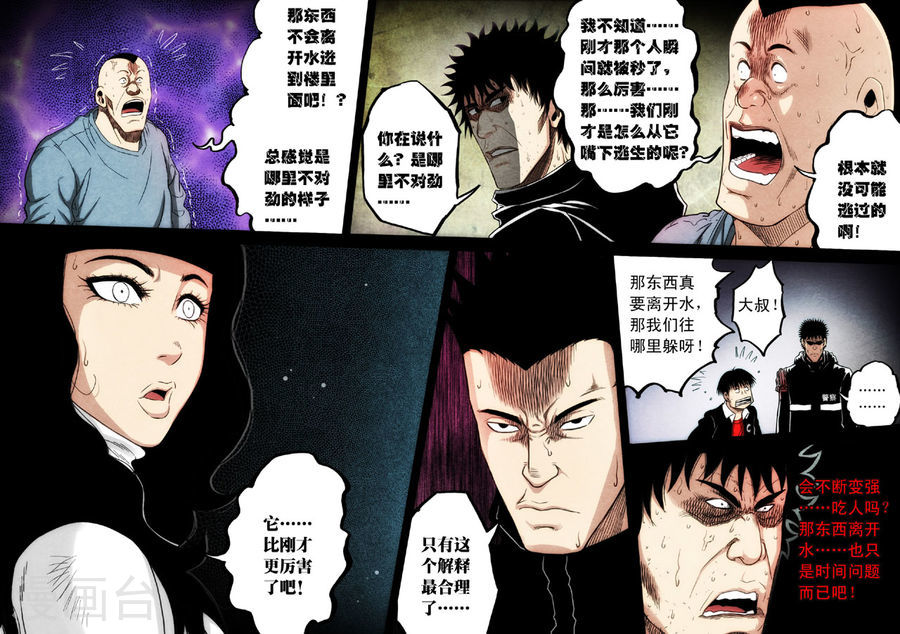 那东西
不会离
开水进
到楼里
面吧！？
总感觉是
哪里不对
劲的样子
……
我不知道……
刚才那个人瞬
间就被秒了，
那么厉害……
那……我们刚
才是怎么从它
嘴下逃生的呢？
你在说什
么？是哪
里不对劲
……
根本就
没可能
逃过的
啊！
它……
比刚才
更厉害
了吧！
只有这
个解释
最合理
了……
那东西真
要离开水，
那我们往
哪里躲呀！
大叔！
……
……
警察
C
会不断变强
……吃人吗？
那东西离开
水……也只
是时间问题
而已吧！
漫画台